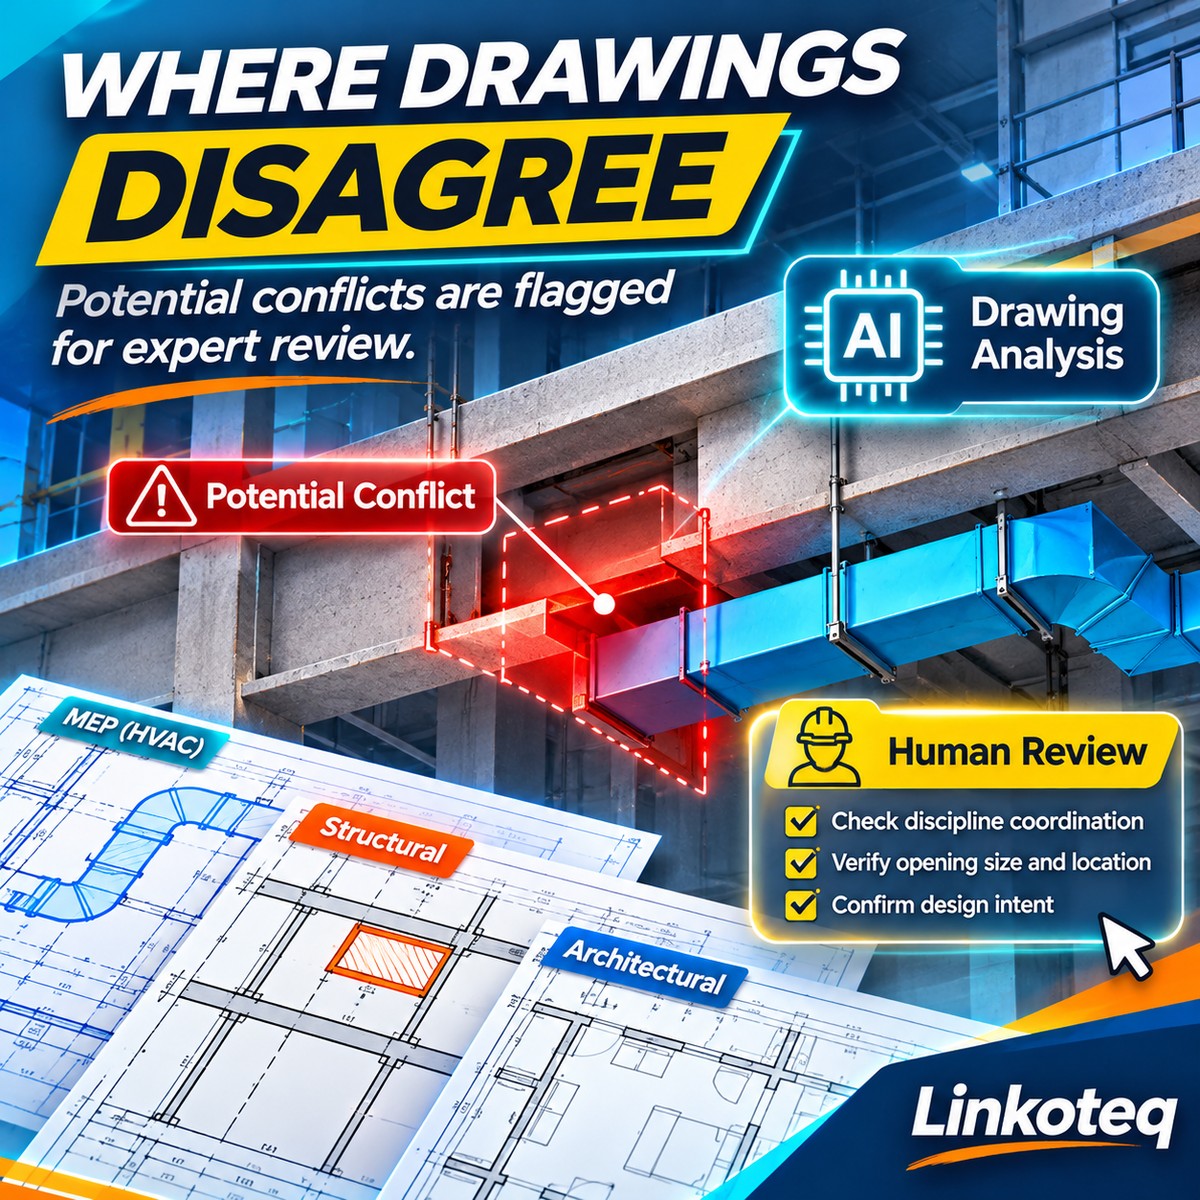 WHERE DRAWINGS
DISAGREE
Potential conflicts are flagged
for expert review.
AI
Drawing
Analysis
Potential Conflict
MEP (HVAC)
Structural
Architectural
Human Review
Check discipline coordination
Verify opening size and location
Confirm design intent
Linkoteq